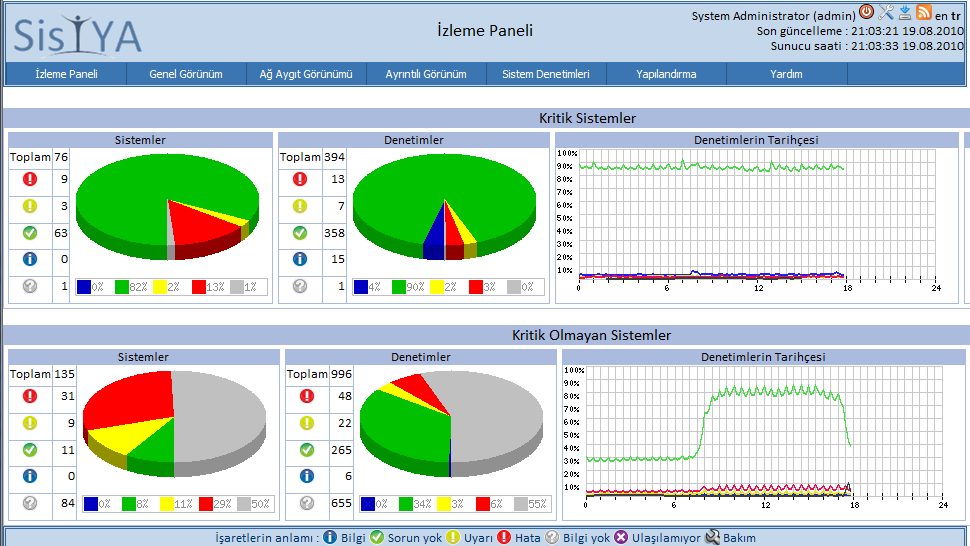 SisIYA
System Administrator (admin) en tr
İzleme Paneli
Son güncelleme : 21:03:21 19.08.2010
Sunucu saati : 21:03:33 19.08.2010
İzleme Paneli Genel Görünüm Ağ Aygıt Görünümü Ayrıntılı Görünüm Sistem Denetimleri Yapılandırma Yardım
Kritik Sistemler
Sistemler
Toplam 76
9
3
63
0
1
0% 82% 2% 13% 1%
Denetimler
Toplam 394
13
7
358
15
1
4% 90% 2% 3% 0%
Denetimlerin Tarihçesi
100%
90%
80%
70%
60%
50%
40%
30%
20%
10%
0 6 12 18 24
Kritik Olmayan Sistemler
Sistemler
Toplam 135
31
9
11
0
84
0% 8% 11% 29% 50%
Denetimler
Toplam 996
48
22
265
6
655
0% 34% 3% 6% 55%
Denetimlerin Tarihçesi
100%
90%
80%
70%
60%
50%
40%
30%
20%
10%
0 6 12 18 24
İşaretlerin anlamı : Bilgi Sorun yok Uyarı Hata Bilgi yok Ulaşılamıyor Bakım